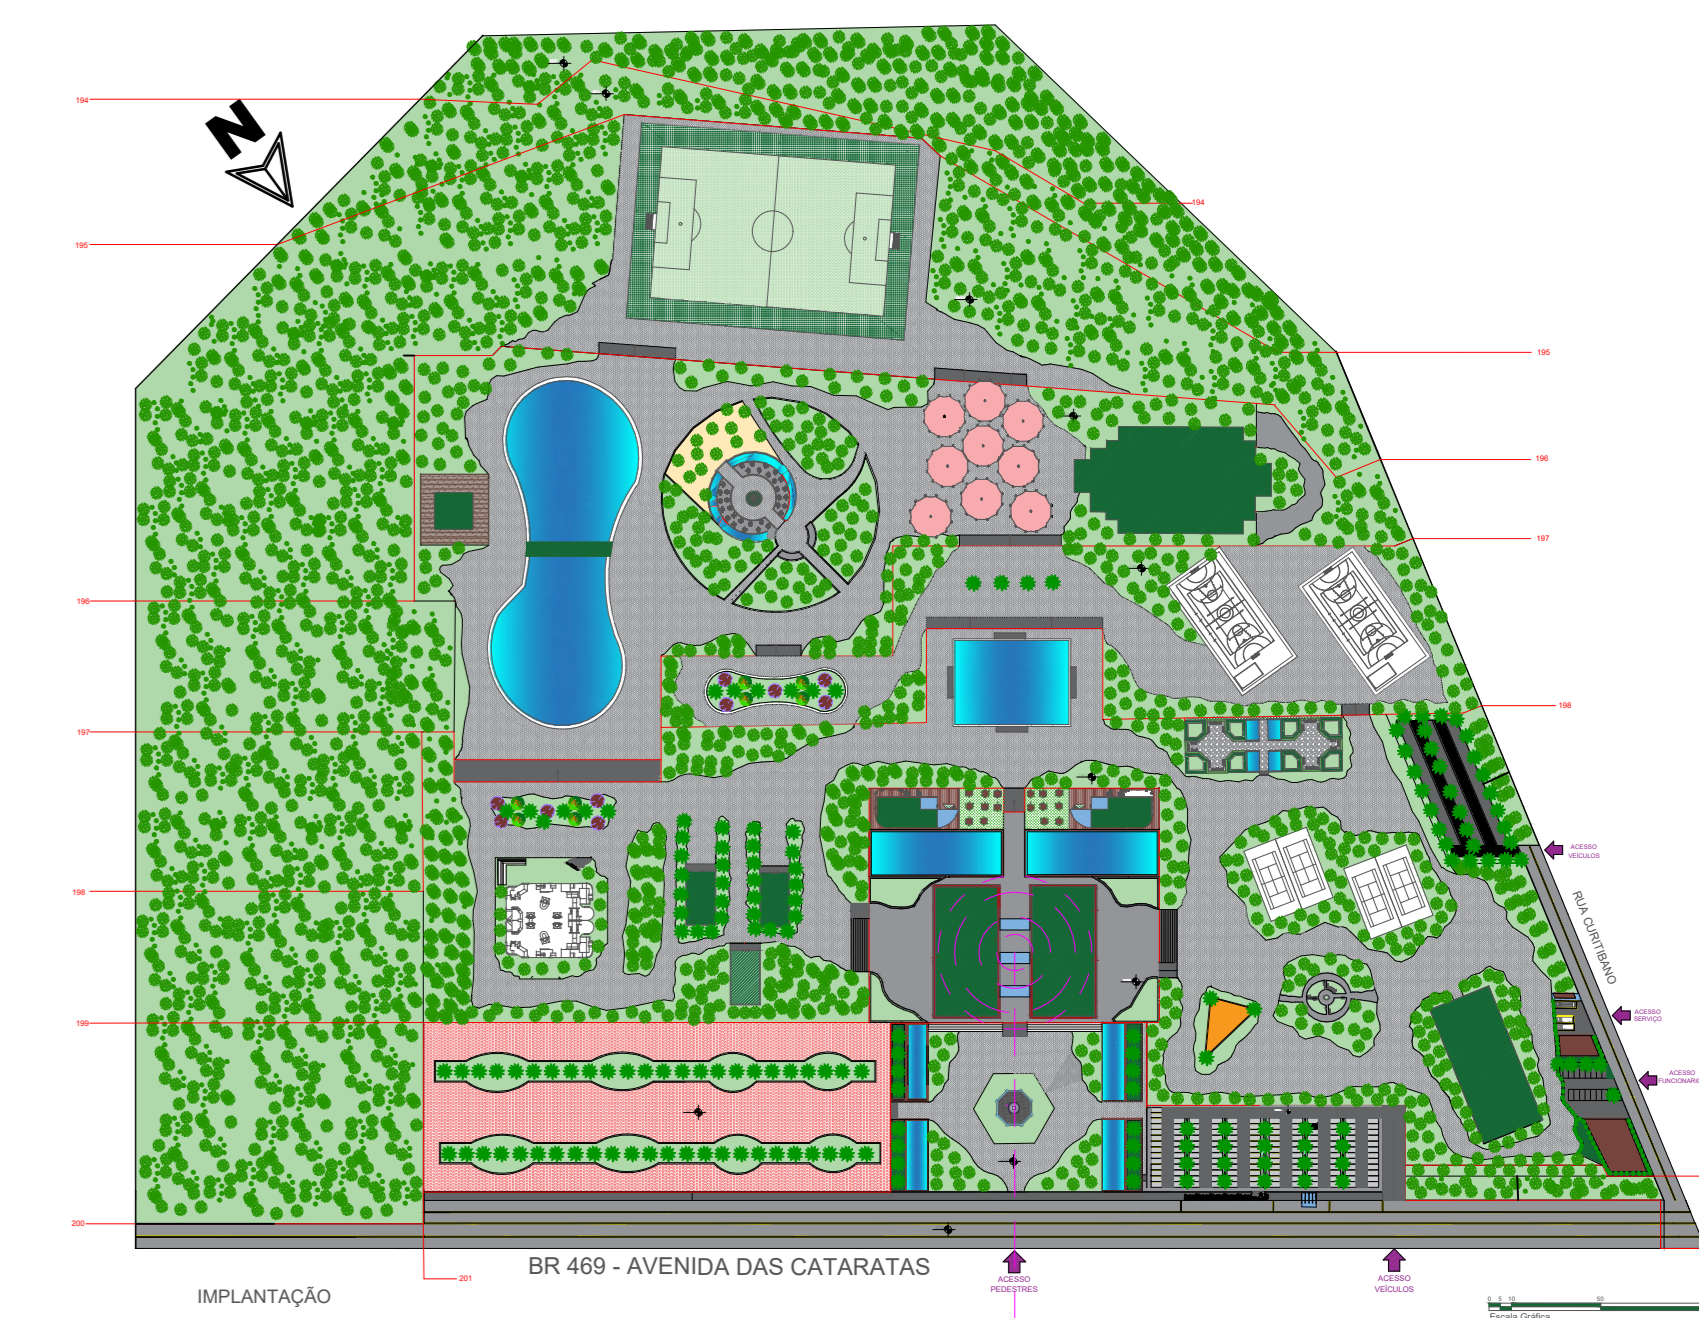 194
N
194
195
195
196
197
196
198
197
ACESSO
VEÍCULOS
RUA CURITIBANO
198
ACESSO
SERVIÇO
199
ACESSO
FUNCIONARIO
200
BR 469 - AVENIDA DAS CATARATAS
201
ACESSO
PEDESTRES
ACESSO
VEÍCULOS
IMPLANTAÇÃO
0 5 10 50
Escala Gráfica